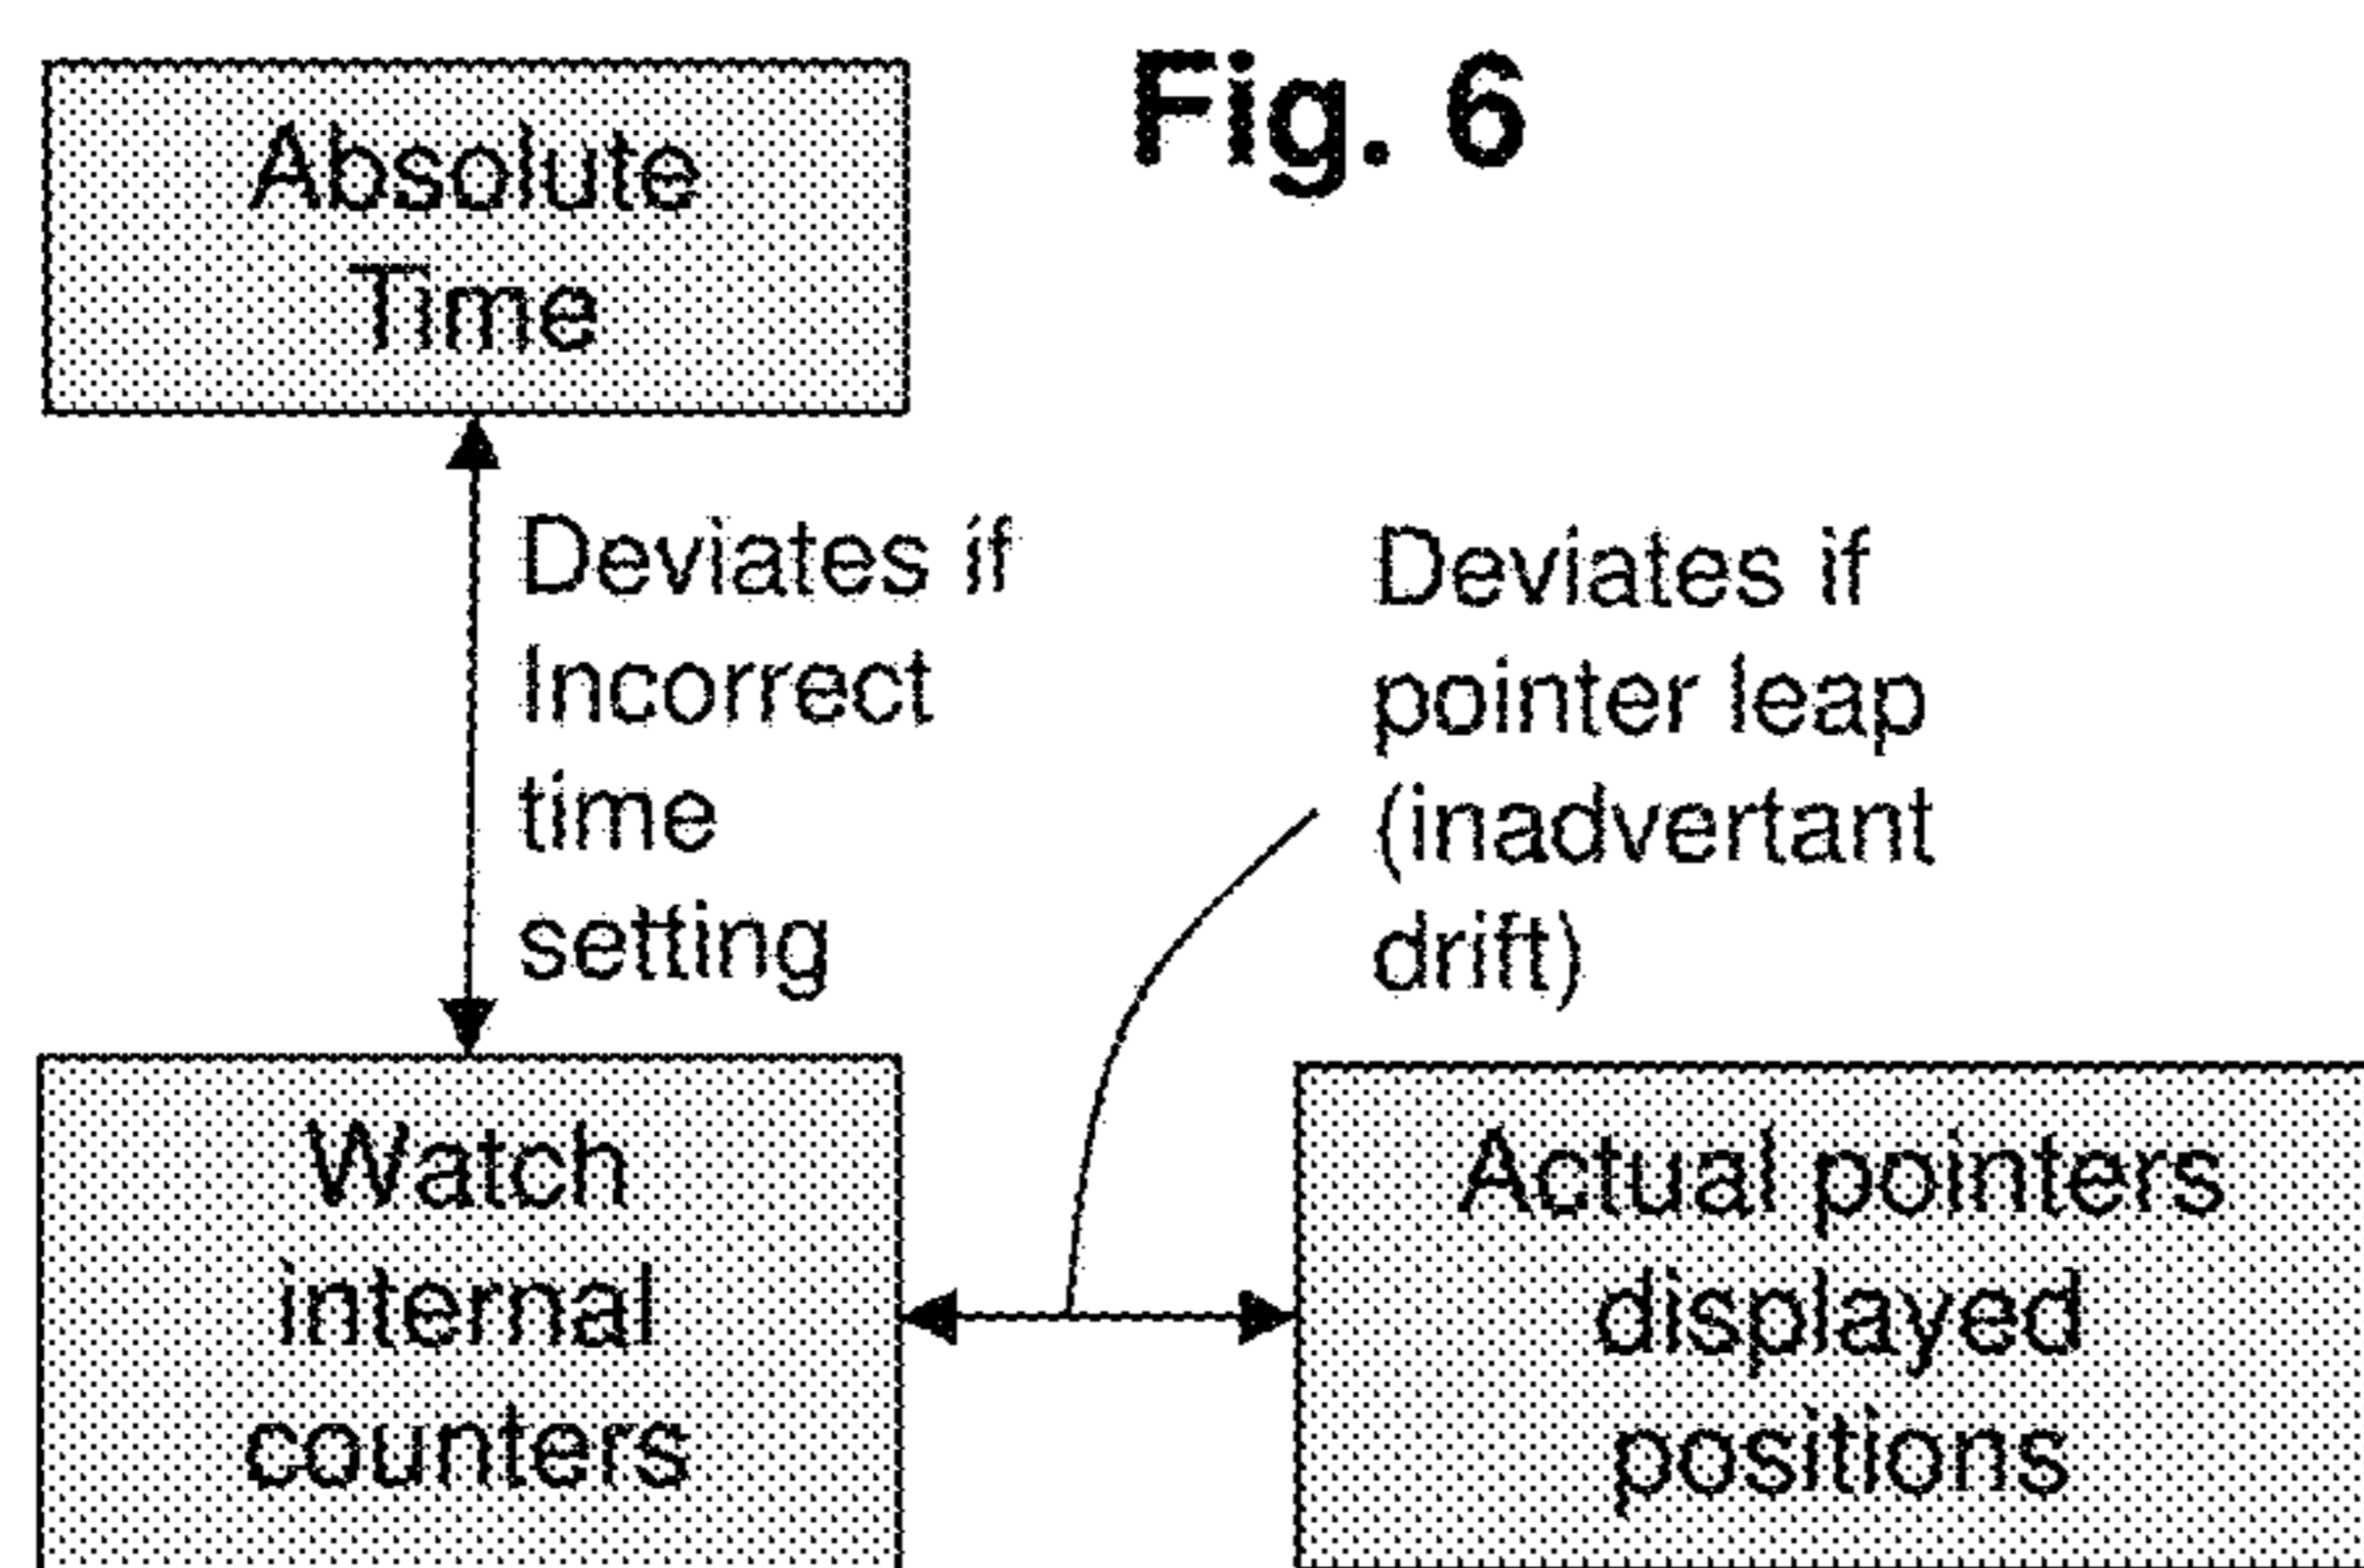 Fig. 6
Absolute
Time
Deviates if
Incorrect
time
setting
Deviates if
pointer leap
(inadvertant
drift)
Watch
internal
counters
Actual pointers
displayed
positions